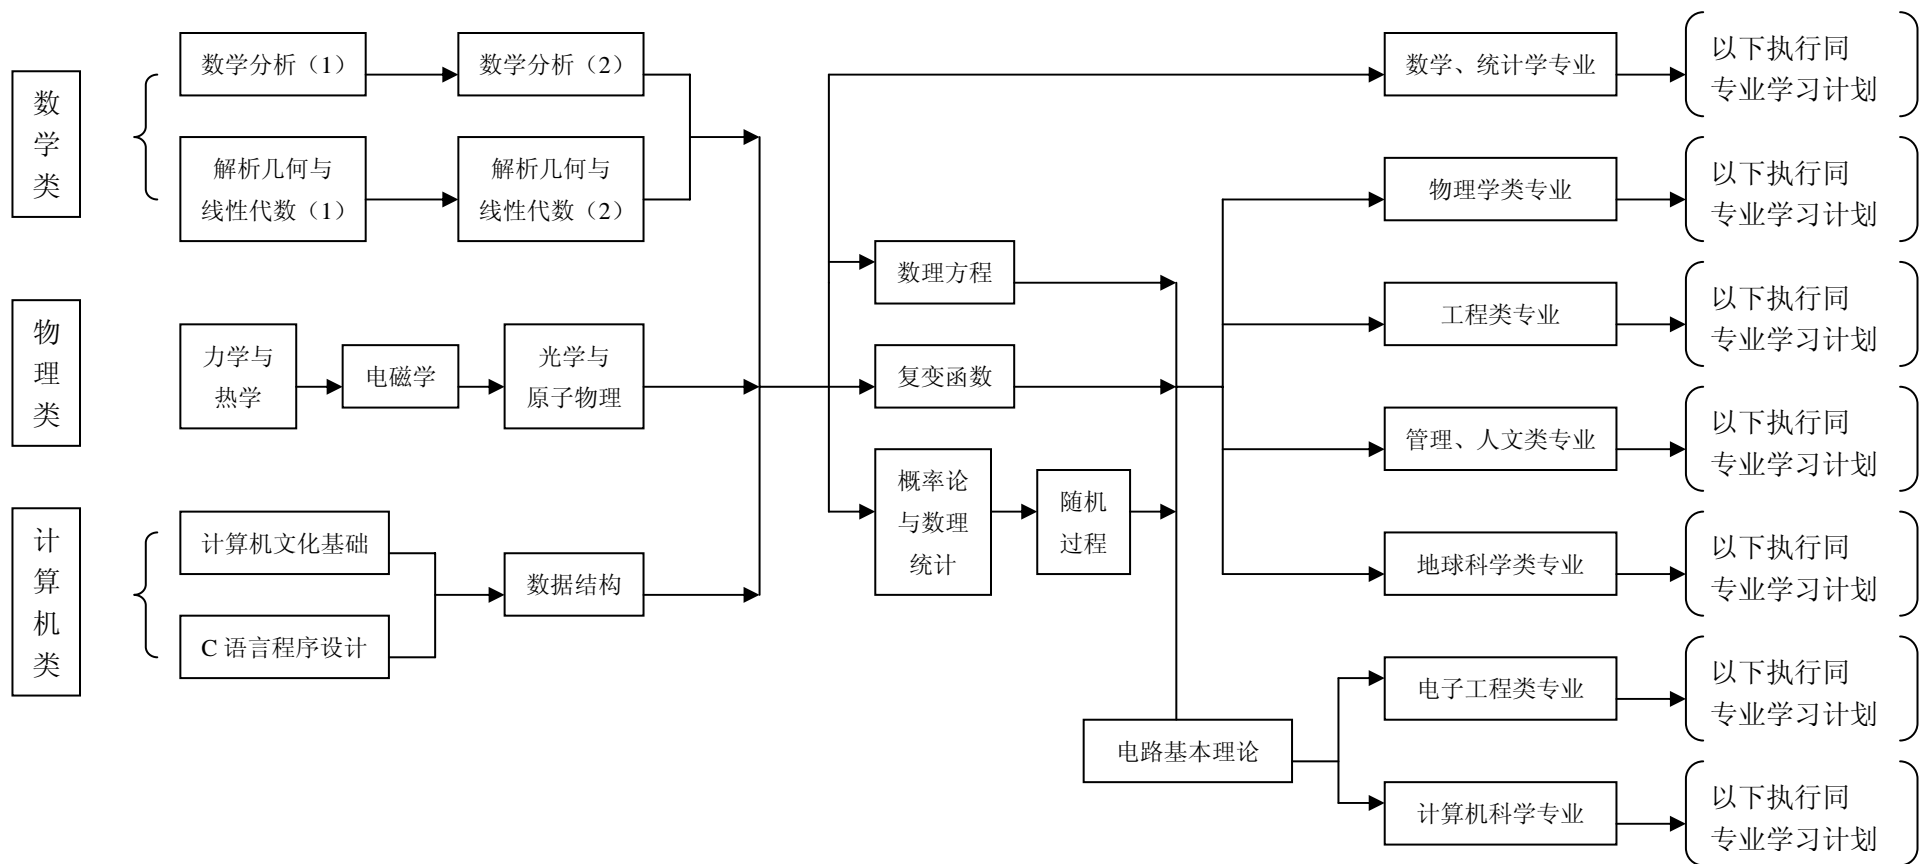 数
学
类
数学分析（1）
数学分析（2）
解析几何与
线性代数（1）
解析几何与
线性代数（2）
物
理
类
力学与
热学
电磁学
光学与
原子物理
计
算
机
类
计算机文化基础
C 语言程序设计
数据结构
数理方程
复变函数
概率论
与数理
统计
随机
过程
电路基本理论
数学、统计学专业
以下执行同
专业学习计划
物理学类专业
以下执行同
专业学习计划
工程类专业
以下执行同
专业学习计划
管理、人文类专业
以下执行同
专业学习计划
地球科学类专业
以下执行同
专业学习计划
电子工程类专业
以下执行同
专业学习计划
计算机科学专业
以下执行同
专业学习计划